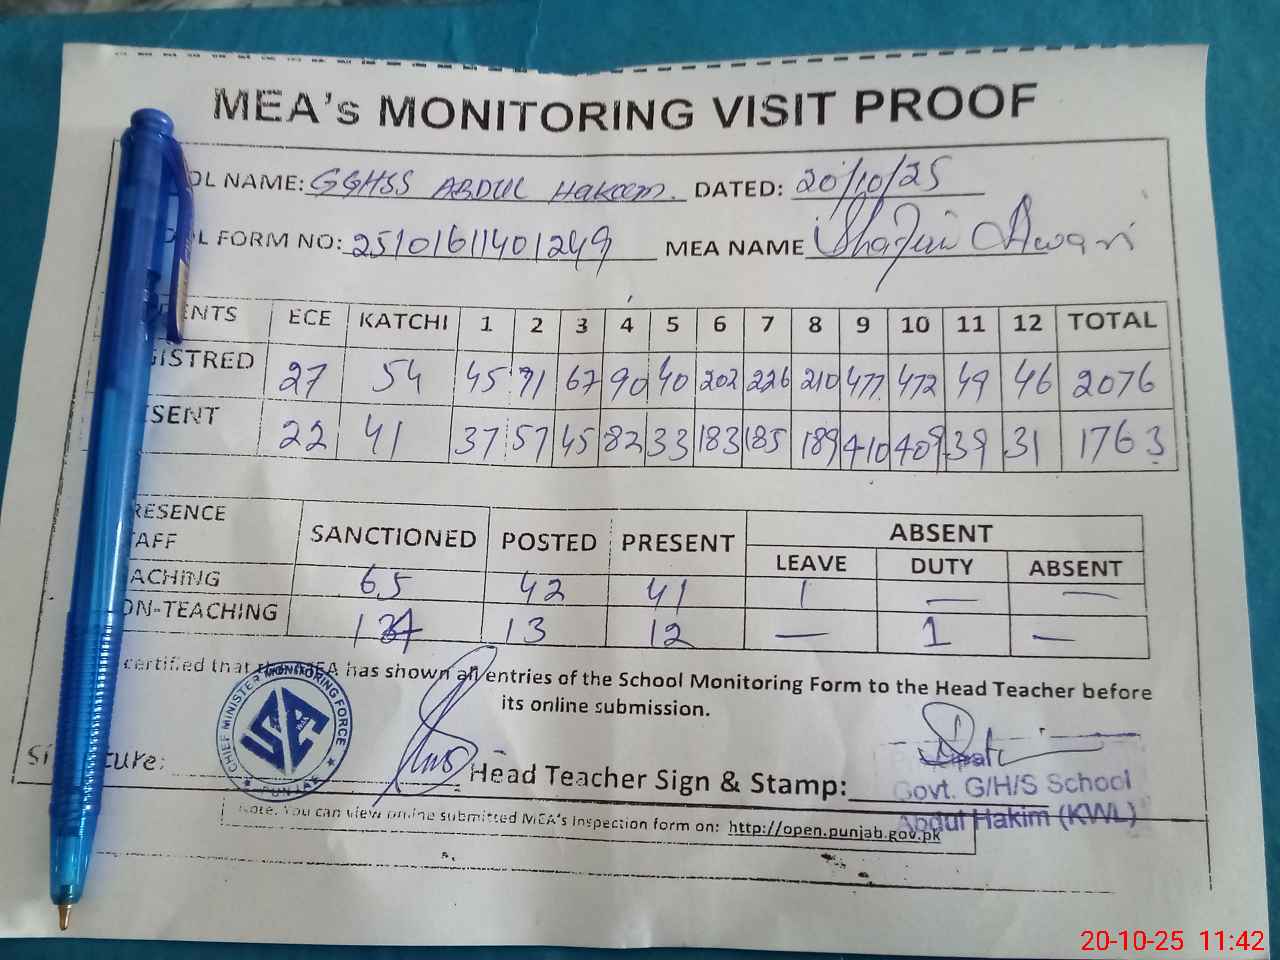 MEA's MONITORING VISIT PROOF
OL NAME: GGHSS ABDUL Hakeem. DATED: 20/10/25
L FORM NO: 25101611401249 MEA NAME Awan
ENTS ECE KATCHI 1 2 3 4 5 6 7 8 9 10 11 12 TOTAL
GISTRED 27 54 45 71 67 90 40 202 226 210 477 472 49 46 2076
SENT 22 41 37 57 45 82 33 183 185 189 410 409 39 31 1763
RESENCE
AFF SANCTIONED POSTED PRESENT ABSENT
LEAVE DUTY ABSENT
ACHING 65 42 41 1 — —
ON-TEACHING 13 12 — 1 —
certified that the MEA has shown all entries of the School Monitoring Form to the Head Teacher before
its online submission.
CHIEF MINISTER MONITORING FORCE
PUNJAB
Si ture: Head Teacher Sign & Stamp:
Govt. G/H/S School
Abdul Hakim (KWL)
Note: You can view online submitted MEA's Inspection form on: http://open.punjab.gov.pk
20-10-25 11:42